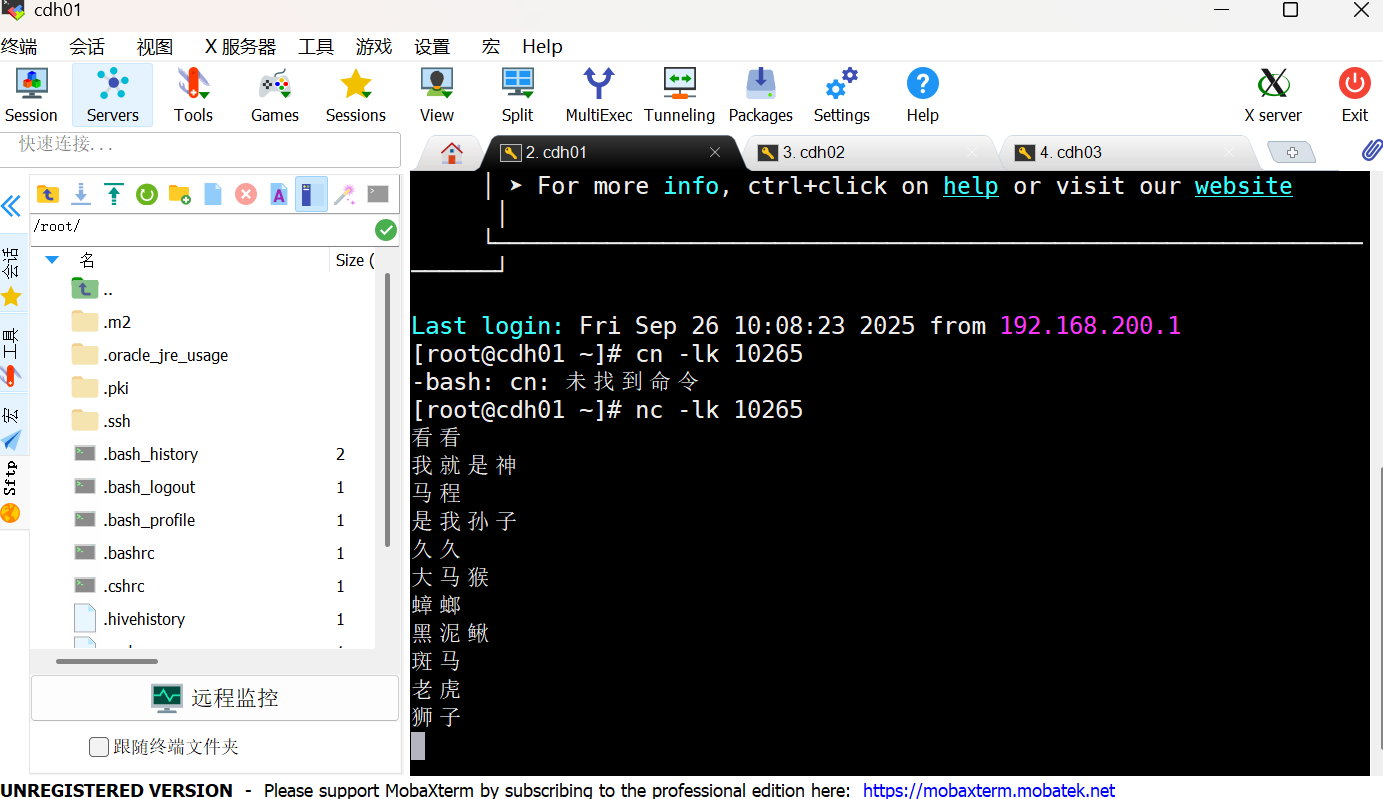 cdh01
终端 会话 视图 X 服务器 工具 游戏 设置 宏 Help
Session Servers Tools Games Sessions View Split MultiExec Tunneling Packages Settings Help X server Exit
快速连接...
2. cdh01
3. cdh02
4. cdh03
会话
工具
宏
Sftp
/root/
名 Size (
..
.m2
.oracle_jre_usage
.pki
.ssh
.bash_history 2
.bash_logout 1
.bash_profile 1
.bashrc 1
.cshrc 1
.hivehistory 1
远程监控
跟随终端文件夹
➤ For more info, ctrl+click on help or visit our website
Last login: Fri Sep 26 10:08:23 2025 from 192.168.200.1
[root@cdh01 ~]# cn -lk 10265
-bash: cn: 未找到命令
[root@cdh01 ~]# nc -lk 10265
看看
我就是神
马程
是我孙子
久久
大马猴
蟑螂
黑泥鳅
斑马
老虎
狮子
UNREGISTERED VERSION - Please support MobaXterm by subscribing to the professional edition here: https://mobaxterm.mobatek.net